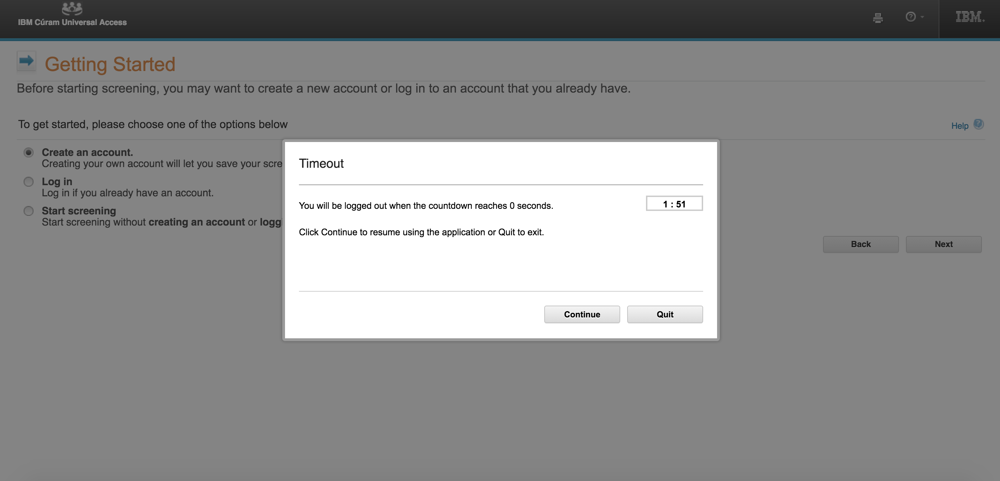 IBM Cúram Universal Access
IBM.
Getting Started
Before starting screening, you may want to create a new account or log in to an account that you already have.
To get started, please choose one of the options below
Help
Create an account.
Creating your own account will let you save your scre
Log in
Log in if you already have an account.
Start screening
Start screening without creating an account or loggi
Back
Next
Timeout
You will be logged out when the countdown reaches 0 seconds.
1 : 51
Click Continue to resume using the application or Quit to exit.
Continue
Quit